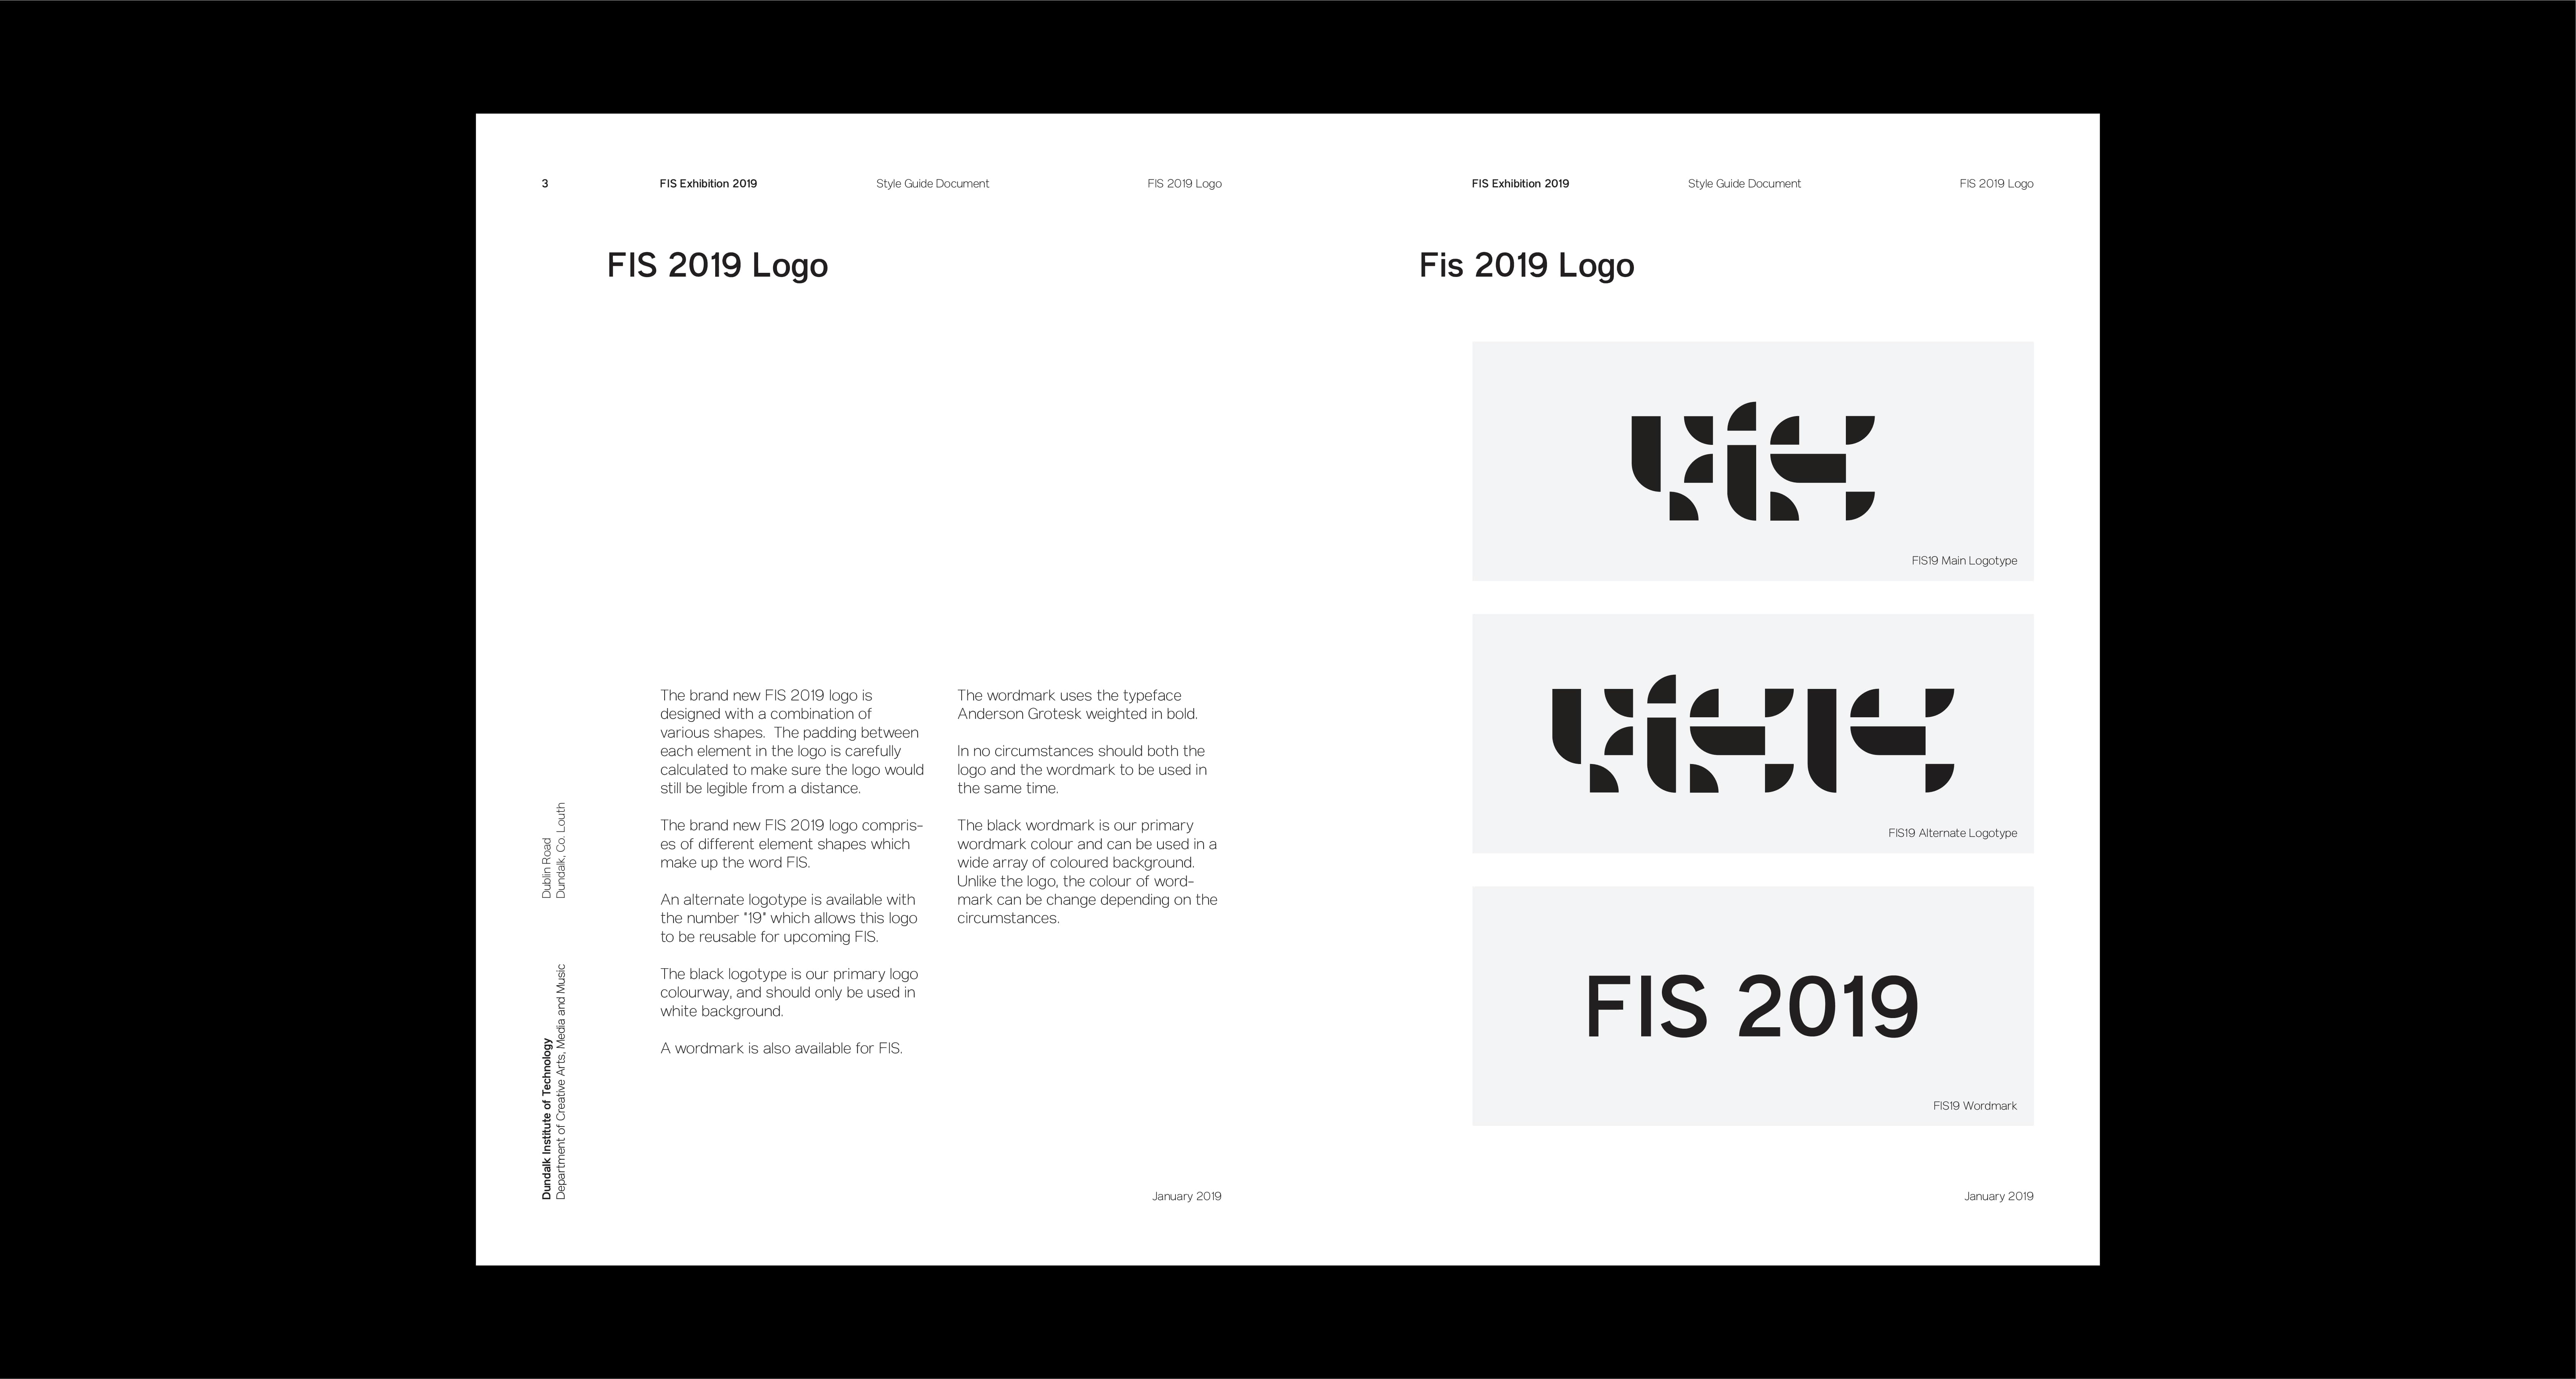 3
FIS Exhibition 2019
Style Guide Document
FIS 2019 Logo
FIS 2019 Logo
The brand new FIS 2019 logo is
designed with a combination of
various shapes.  The padding between
each element in the logo is carefully
calculated to make sure the logo would
still be legible from a distance.
The brand new FIS 2019 logo compris-
es of different element shapes which
make up the word FIS.
An alternate logotype is available with
the number "19" which allows this logo
to be reusable for upcoming FIS.
The black logotype is our primary logo
colourway, and should only be used in
white background.
A wordmark is also available for FIS.
The wordmark uses the typeface
Anderson Grotesk weighted in bold.
In no circumstances should both the
logo and the wordmark to be used in
the same time.
The black wordmark is our primary
wordmark colour and can be used in a
wide array of coloured background.
Unlike the logo, the colour of word-
mark can be change depending on the
circumstances.
Dundalk Institute of Technology
Department of Creative Arts, Media and Music
Dublin Road
Dundalk, Co. Louth
January 2019
FIS Exhibition 2019
Style Guide Document
FIS 2019 Logo
Fis 2019 Logo
fis
FIS19 Main Logotype
fis19
FIS19 Alternate Logotype
FIS 2019
FIS19 Wordmark
January 2019